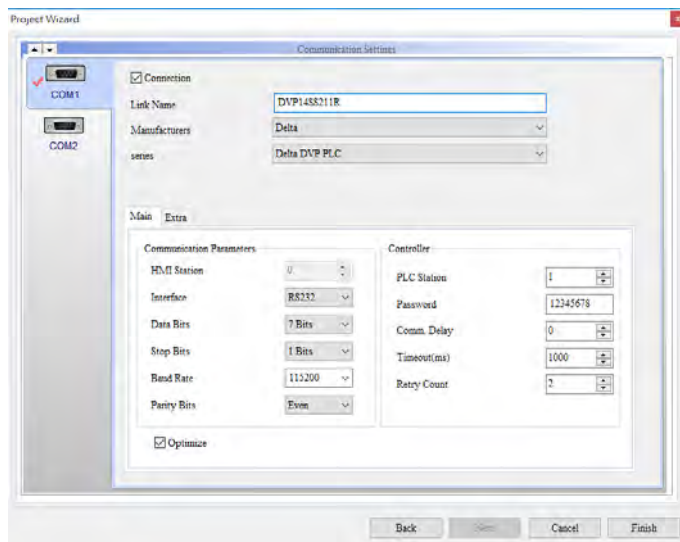 Project Wizard
Communication Settings
COM1
COM2
Connection
Link Name DVP14SS211R
Manufacturers Delta
series Delta DVP PLC
Main Extra
Communication Parameters
HMI Station 0
Interface RS232
Data Bits 7 Bits
Stop Bits 1 Bits
Baud Rate 115200
Parity Bits Even
Optimize
Controller
PLC Station 1
Password 12345678
Comm. Delay 0
Timeout(ms) 1000
Retry Count 2
Back Next Cancel Finish